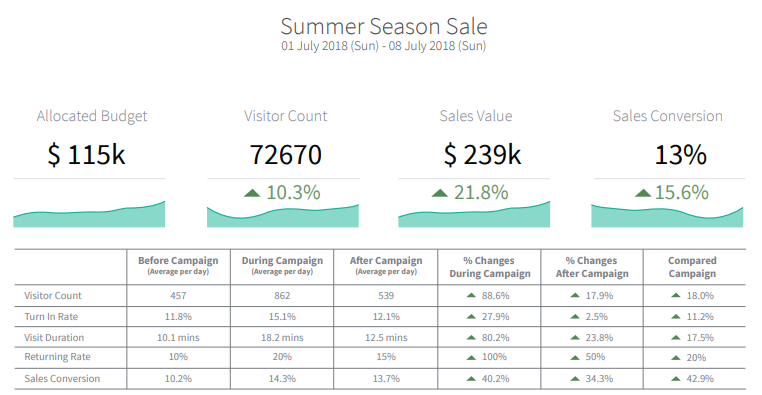 Summer Season Sale
01 July 2018 (Sun) - 08 July 2018 (Sun)
Allocated Budget Visitor Count Sales Value Sales Conversion
$ 115k 72670 $ 239k 13%
10.3% 21.8% 15.6%
Before Campaign During Campaign After Campaign % Changes % Changes Compared
(Average per day) (Average per day) (Average per day) During Campaign After Campaign Campaign
Visitor Count 457 862 539 88.6% 17.9% 18.0%
Turn In Rate 11.8% 15.1% 12.1% 27.9% 2.5% 11.2%
Visit Duration 10.1 mins 18.2 mins 12.5 mins 80.2% 23.8% 17.5%
Returning Rate 10% 20% 15% 100% 50% 20%
Sales Conversion 10.2% 14.3% 13.7% 40.2% 34.3% 42.9%